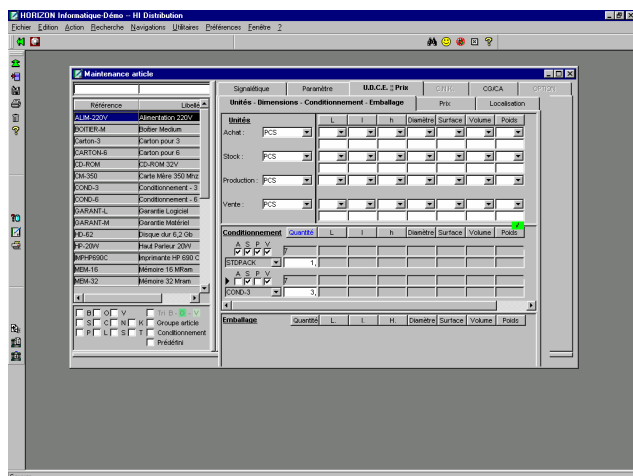 HORIZON Informatique-Démo -- HI Distribution
Fichier Edition Action Recherche Navigations Utilitaires Préférences Fenêtre ?
Maintenance article
Signalétique Paramètre U.D.C.E. ¦¦ Prix C.N.K. CG/CA OPTION
Unités - Dimensions - Conditionnement - Emballage Prix Localisation
Référence Libellé
ALIM-220V Alimentation 220V
BOITIER-M Boitier Medium
Carton-3 Carton pour 3
CARTON-6 Carton pour 6
CD-ROM CD-ROM 32V
CM-350 Carte Mère 350 Mhz
COND-3 Conditionnement - 3
COND-6 Conditionnement - 6
GARANT-L Garantie Logiciel
GARANT-M Garantie Matériel
HD-62 Disque dur 6,2 Gb
HP-20W Haut Parleur 20W
IMPHP690C Imprimante HP 690 C
MEM-16 Mémoire 16 MRam
MEM-32 Mémoire 32 Mram
B O V Tri B - O - V
S C N K Groupe article
P L S T Conditionnement
Prédéfini
Unités L l h Diamètre Surface Volume Poids
Achat : PCS
Stock : PCS
Production : PCS
Vente : PCS
Conditionnement Quantité L l h Diamètre Surface Volume Poids
A S P V
STDPACK 1,
A S P V
COND-3 3,
Emballage Quantité L. l. H. Diamètre Surface Volume Poids